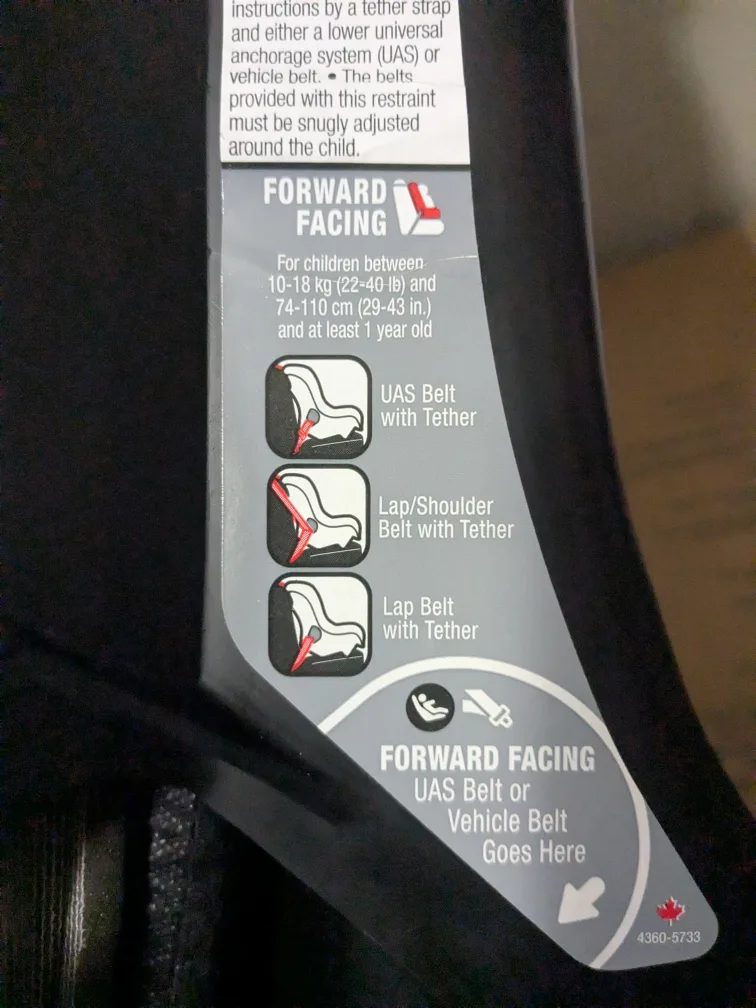 instructions by a tether strap
and either a lower universal
anchorage system (UAS) or
vehicle belt. • The belts
provided with this restraint
must be snugly adjusted
around the child.
FORWARD
FACING
For children between
10-18 kg (22-40 lb) and
74-110 cm (29-43 in.)
and at least 1 year old
UAS Belt
with Tether
Lap/Shoulder
Belt with Tether
Lap Belt
with Tether
FORWARD FACING
UAS Belt or
Vehicle Belt
Goes Here
4360-5733